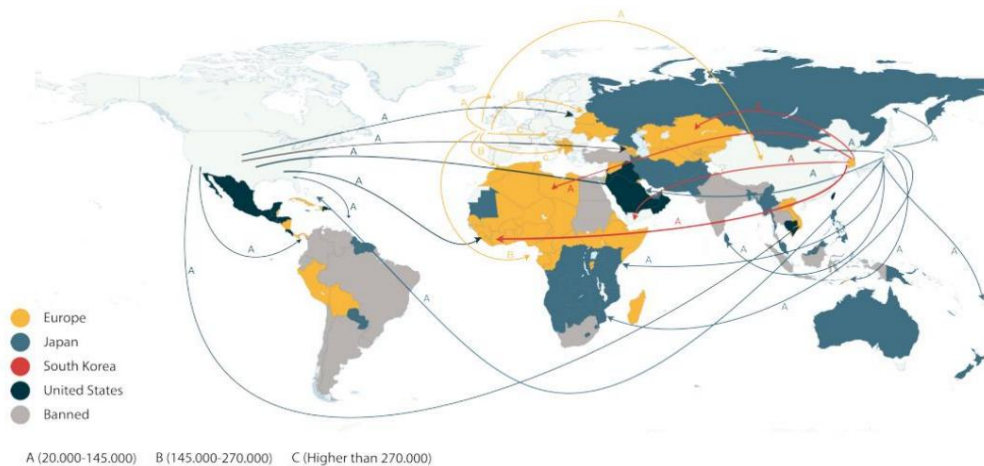 A
B
A
A
A
A
A
A
A
A
B
A
A
A
A
A
B
A
A
A
A
A
A
Europe
Japan
South Korea
United States
Banned
A (20.000-145.000) B (145.000-270.000) C (Higher than 270.000)